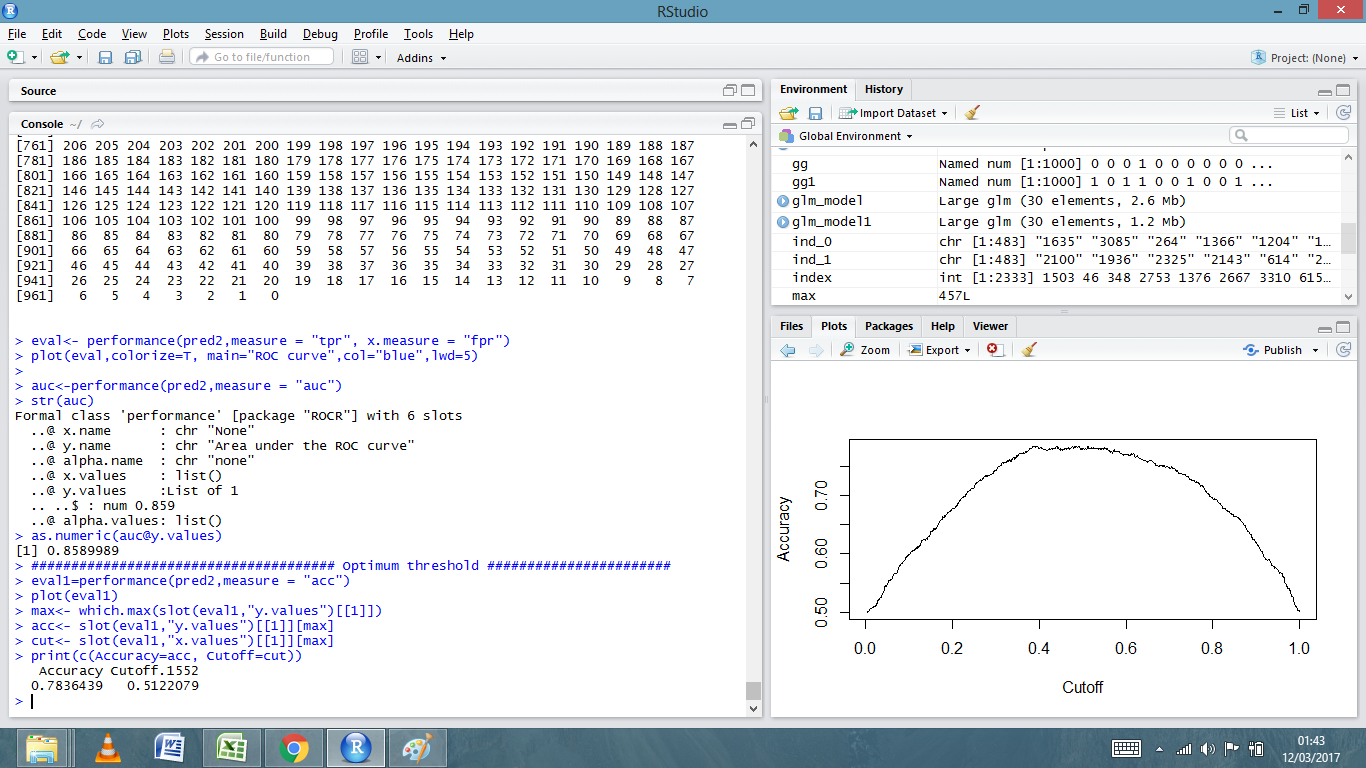 RStudio
File Edit Code View Plots Session Build Debug Profile Tools Help
Go to file/function Addins Project: (None)
Source
Console ~/
[761] 206 205 204 203 202 201 200 199 198 197 196 195 194 193 192 191 190 189 188 187
[781] 186 185 184 183 182 181 180 179 178 177 176 175 174 173 172 171 170 169 168 167
[801] 166 165 164 163 162 161 160 159 158 157 156 155 154 153 152 151 150 149 148 147
[821] 146 145 144 143 142 141 140 139 138 137 136 135 134 133 132 131 130 129 128 127
[841] 126 125 124 123 122 121 120 119 118 117 116 115 114 113 112 111 110 109 108 107
[861] 106 105 104 103 102 101 100 99 98 97 96 95 94 93 92 91 90 89 88 87
[881] 86 85 84 83 82 81 80 79 78 77 76 75 74 73 72 71 70 69 68 67
[901] 66 65 64 63 62 61 60 59 58 57 56 55 54 53 52 51 50 49 48 47
[921] 46 45 44 43 42 41 40 39 38 37 36 35 34 33 32 31 30 29 28 27
[941] 26 25 24 23 22 21 20 19 18 17 16 15 14 13 12 11 10 9 8 7
[961] 6 5 4 3 2 1 0
> eval<- performance(pred2,measure = "tpr", x.measure = "fpr")
> plot(eval,colorize=T, main="ROC curve",col="blue",lwd=5)
>
> auc<-performance(pred2,measure = "auc")
> str(auc)
Formal class 'performance' [package "ROCR"] with 6 slots
..@ x.name : chr "None"
..@ y.name : chr "Area under the ROC curve"
..@ alpha.name : chr "none"
..@ x.values : list()
..@ y.values :List of 1
.. ..$ : num 0.859
..@ alpha.values: list()
> as.numeric(auc@y.values)
[1] 0.8589989
> ###################################### Optimum threshold #######################
> eval1=performance(pred2,measure = "acc")
> plot(eval1)
> max<- which.max(slot(eval1,"y.values")[[1]])
> acc<- slot(eval1,"y.values")[[1]][max]
> cut<- slot(eval1,"x.values")[[1]][max]
> print(c(Accuracy=acc, Cutoff=cut))
Accuracy Cutoff.1552
0.7836439 0.5122079
>
Environment History
Import Dataset List
Global Environment
gg Named num [1:1000] 0 0 0 1 0 0 0 0 0 0 ...
gg1 Named num [1:1000] 1 0 1 1 0 0 1 0 0 1 ...
glm_model Large glm (30 elements, 2.6 Mb)
glm_model1 Large glm (30 elements, 1.2 Mb)
ind_0 chr [1:483] "1635" "3085" "264" "1366" "1204" "1...
ind_1 chr [1:483] "2100" "1936" "2325" "2143" "614" "2...
index int [1:2333] 1503 46 348 2753 1376 2667 3310 615...
max 457L
Files Plots Packages Help Viewer
Zoom Export Publish
Accuracy
0.70
0.60
0.50
0.0 0.2 0.4 0.6 0.8 1.0
Cutoff
01:43
12/03/2017